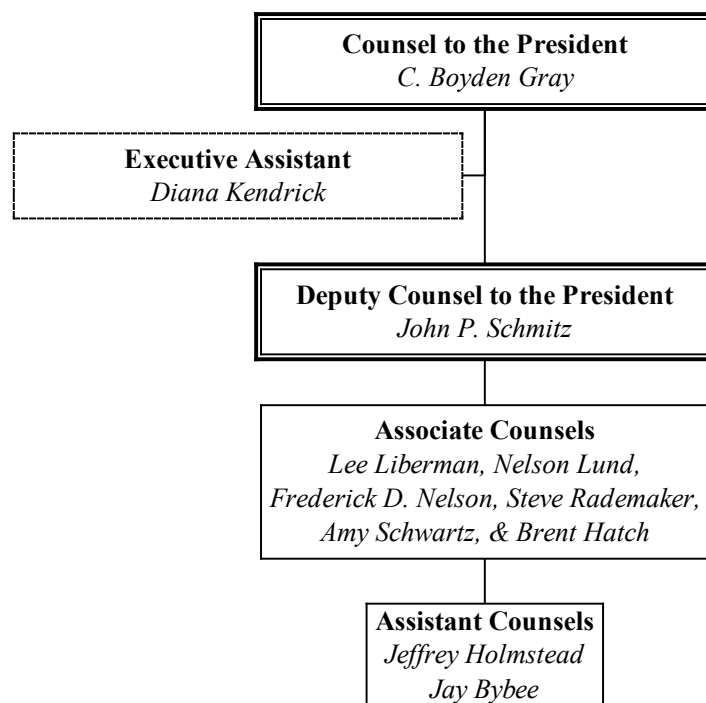 Counsel to the President
C. Boyden Gray
Executive Assistant
Diana Kendrick
Deputy Counsel to the President
John P. Schmitz
Associate Counsels
Lee Liberman, Nelson Lund,
Frederick D. Nelson, Steve Rademaker,
Amy Schwartz, & Brent Hatch
Assistant Counsels
Jeffrey Holmstead
Jay Bybee